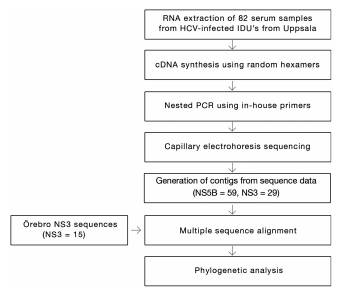 RNA extraction of 82 serum samples
from HCV-infected IDU's from Uppsala
cDNA synthesis using random hexamers
Nested PCR using in-house primers
Capillary electrohoresis sequencing
Generation of contigs from sequence data
(NS5B = 59, NS3 = 29)
Örebro NS3 sequences
(NS3 = 15)
Multiple sequence alignment
Phylogenetic analysis